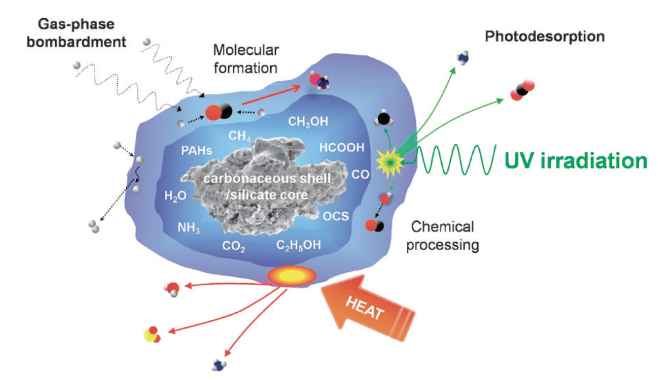 Gas-phase
bombardment
Molecular
formation
Photodesorption
CH₃OH
CH₄
PAHs
HCOOH
carbonaceous shell
/silicate core
CO
UV irradiation
H₂O
OCS
NH₃
CO₂
C₂H₅OH
Chemical
processing
HEAT